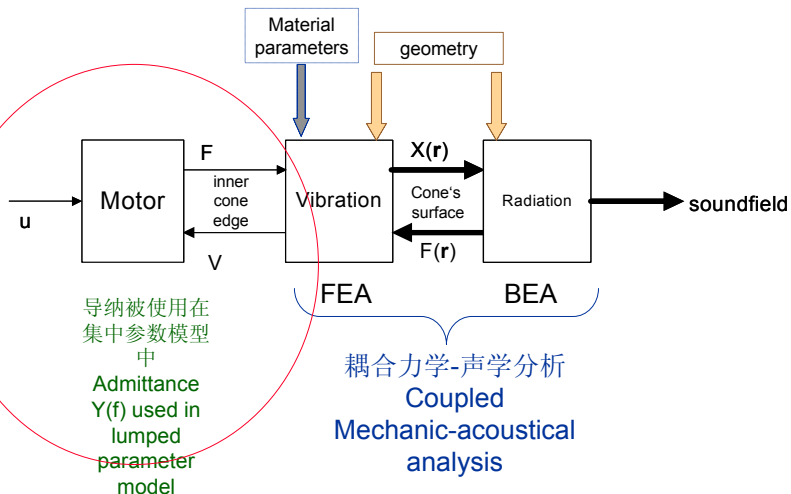 Material
parameters
geometry
F
X(r)
Motor
inner
cone
edge
Vibration
Cone's
surface
Radiation
soundfield
u
V
F(r)
FEA
BEA
导纳被使用在
集中参数模型
中
Admittance
Y(f) used in
lumped
parameter
model
耦合力学-声学分析
Coupled
Mechanic-acoustical
analysis